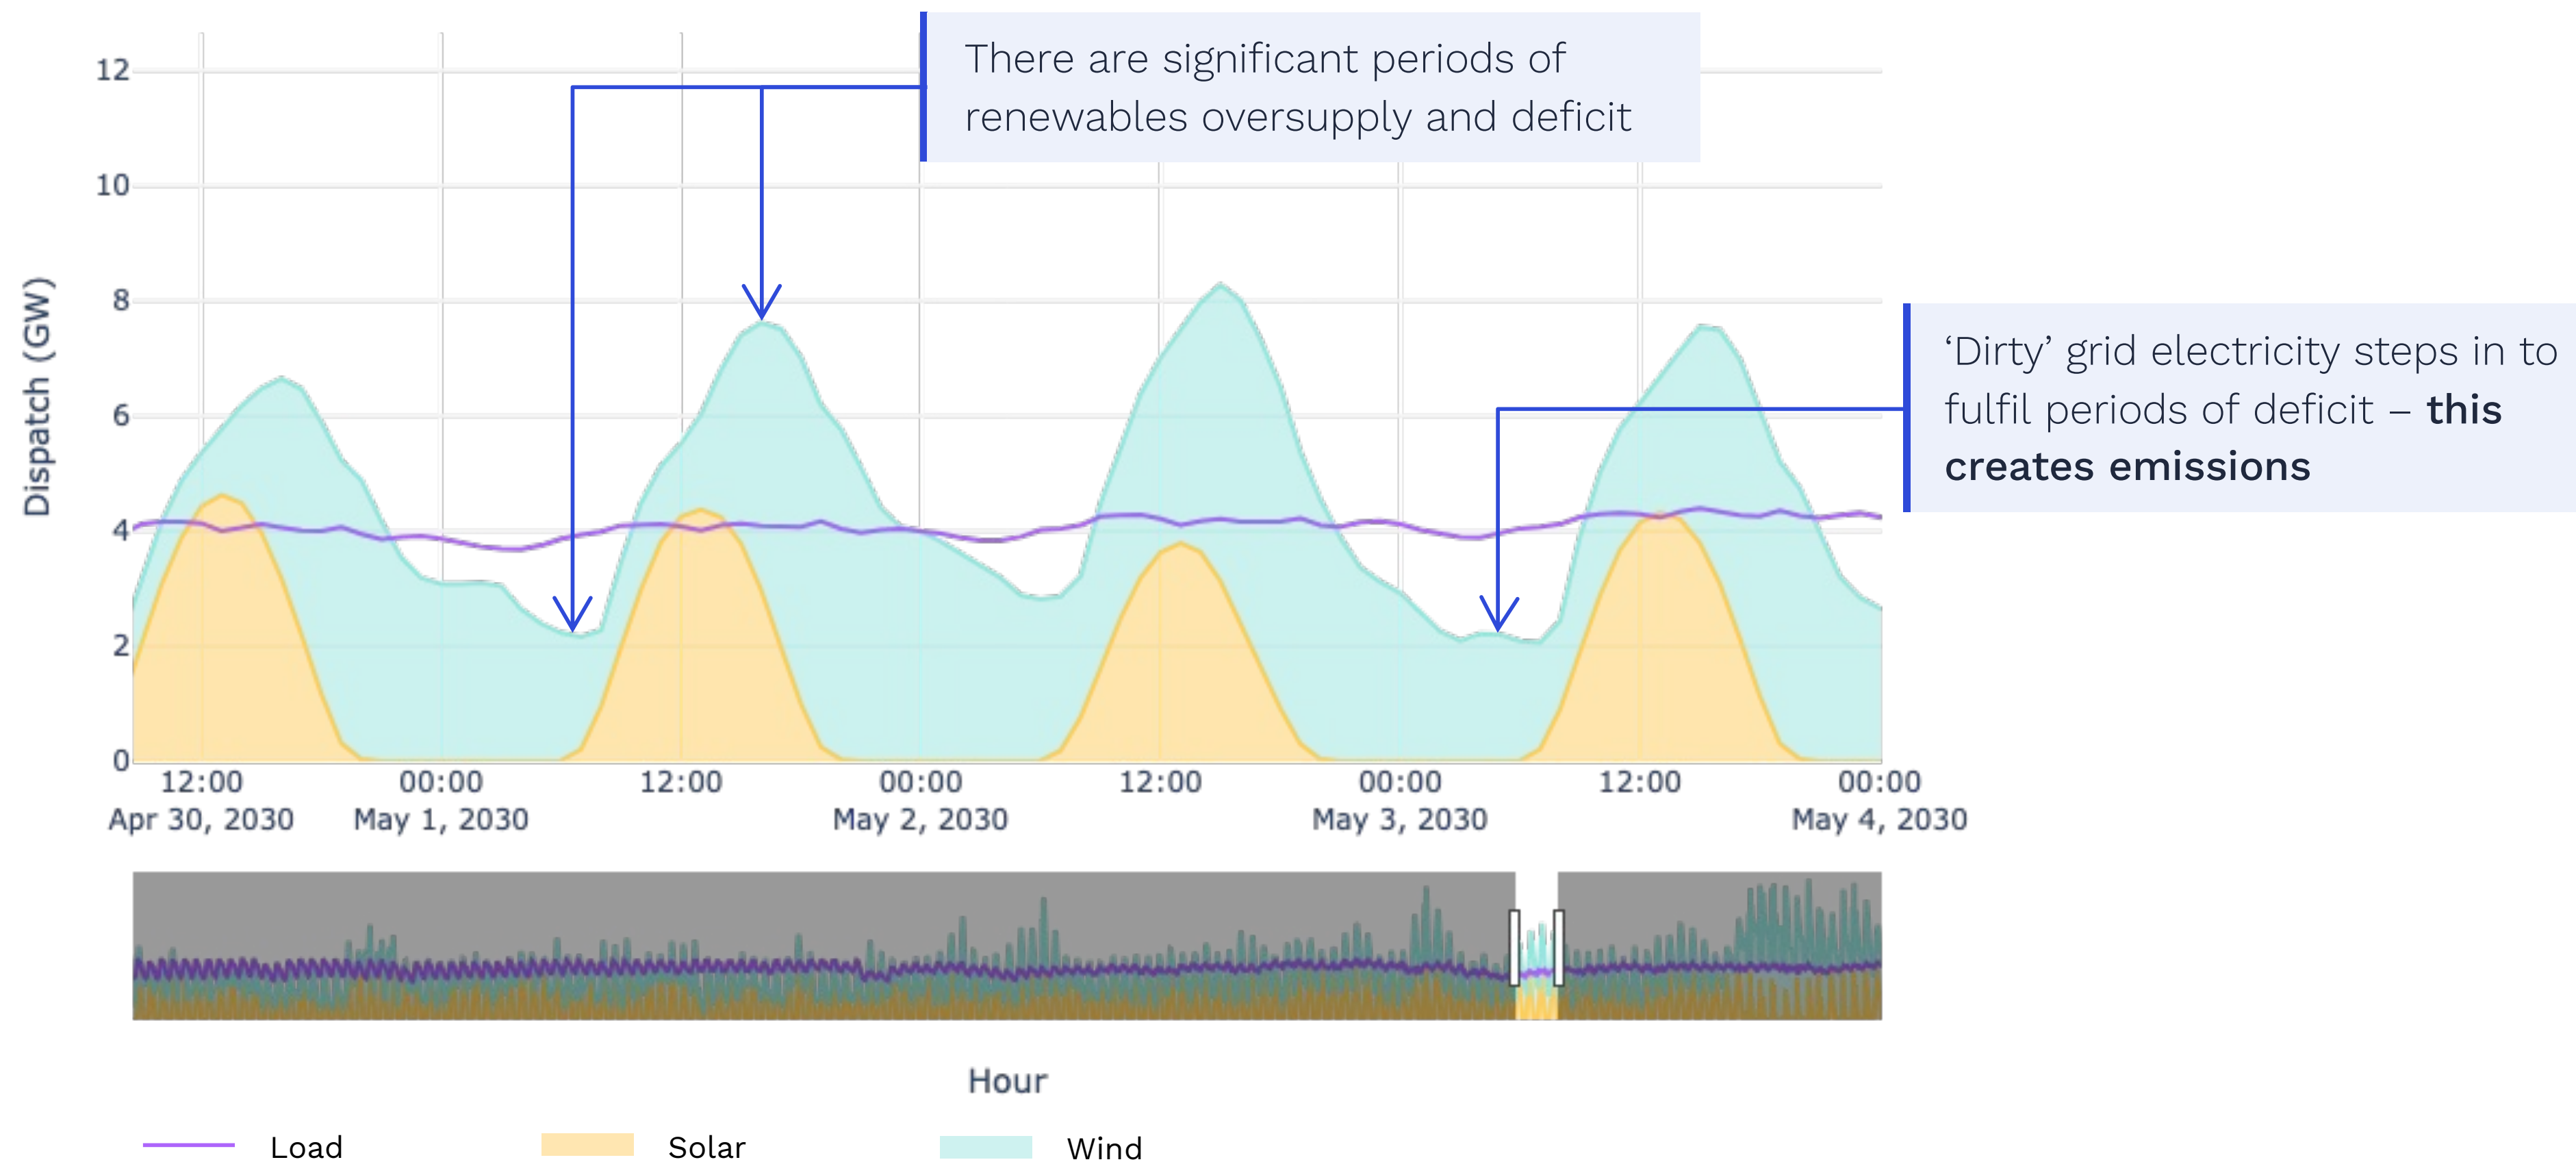 There are significant periods of
renewables oversupply and deficit
‘Dirty’ grid electricity steps in to
fulfil periods of deficit – this
creates emissions
Dispatch (GW)
12
10
8
6
4
2
0
12:00 00:00 12:00 00:00 12:00 00:00 12:00 00:00
Apr 30, 2030 May 1, 2030 May 2, 2030 May 3, 2030 May 4, 2030
Hour
Load Solar Wind